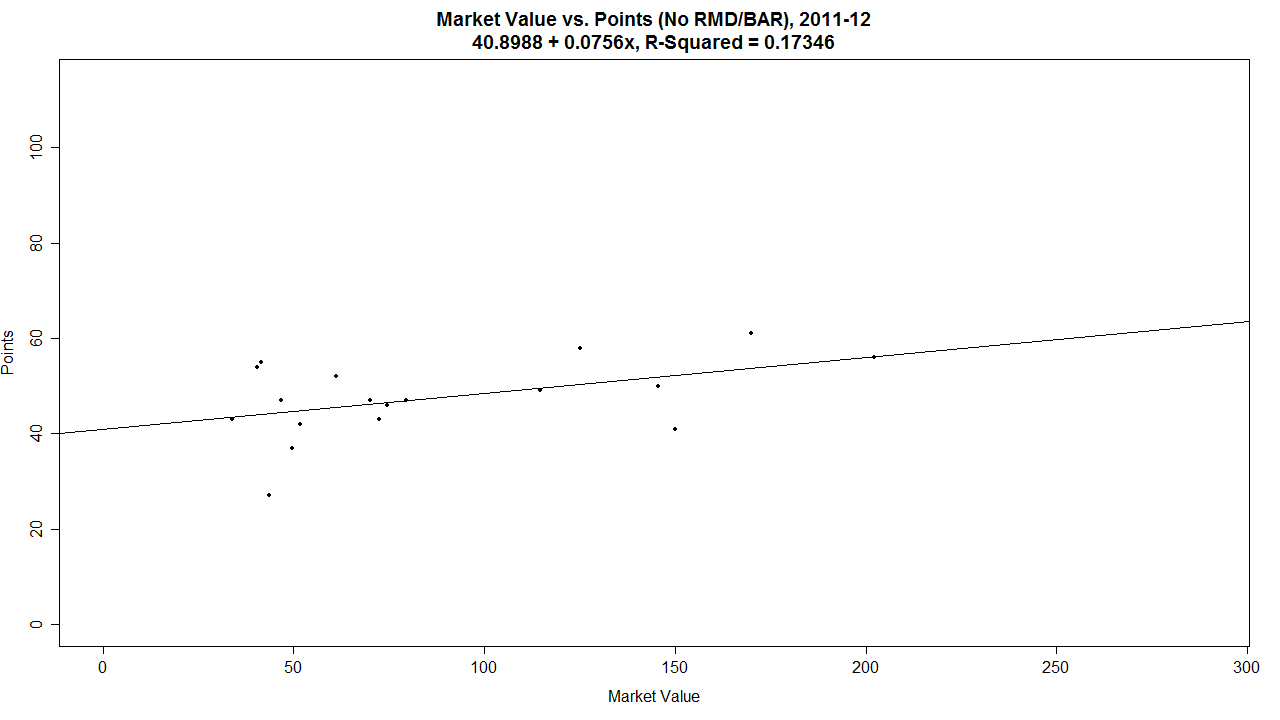 Market Value vs. Points (No RMD/BAR), 2011-12
40.8988 + 0.0756x, R-Squared = 0.17346
100
80
60
40
20
0
Points
0 50 100 150 200 250 300
Market Value